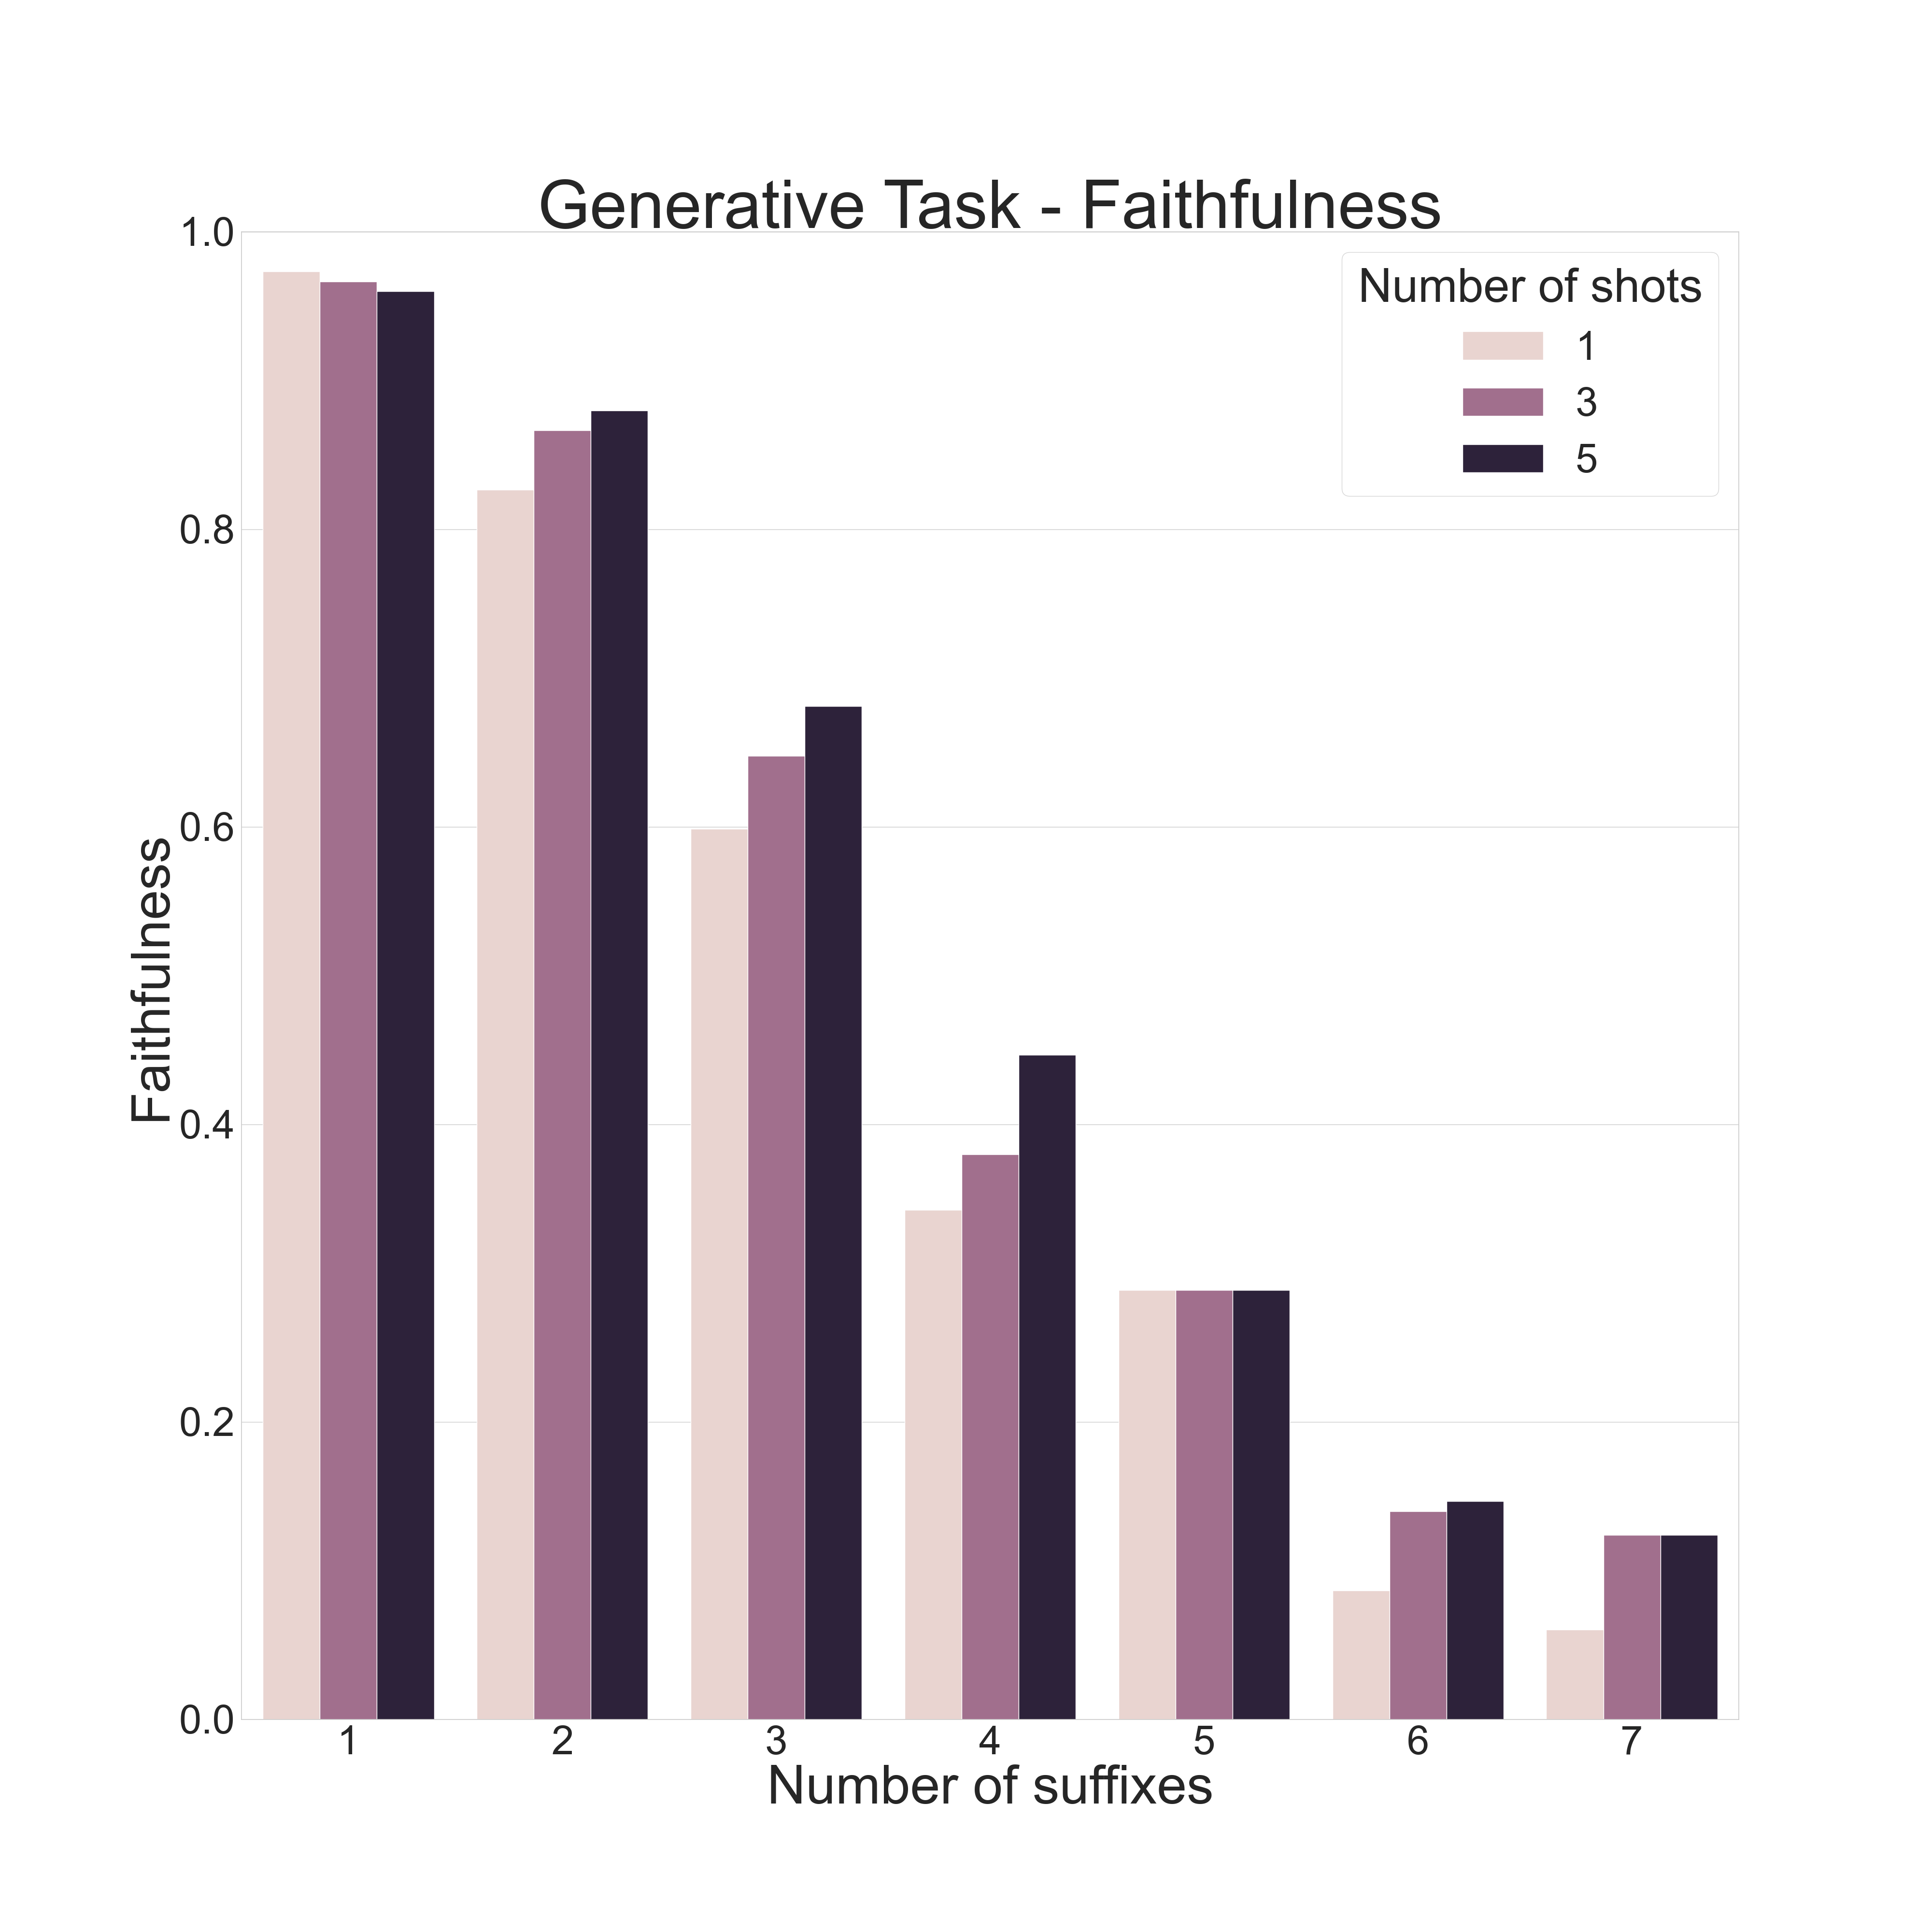 Generative Task - Faithfulness
1.0
0.8
0.6
0.4
0.2
0.0
Faithfulness
Number of shots
1
3
5
1 2 3 4 5 6 7
Number of suffixes